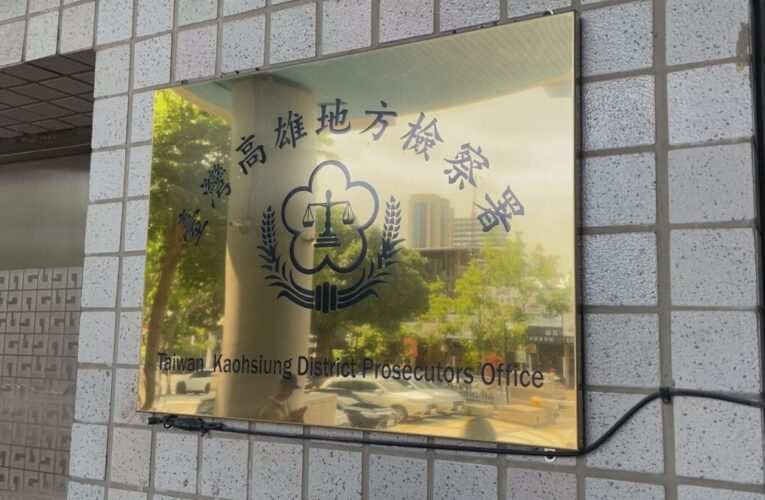 臺灣高雄地方檢察署
Taiwan Kaohsiung District Prosecutors Office